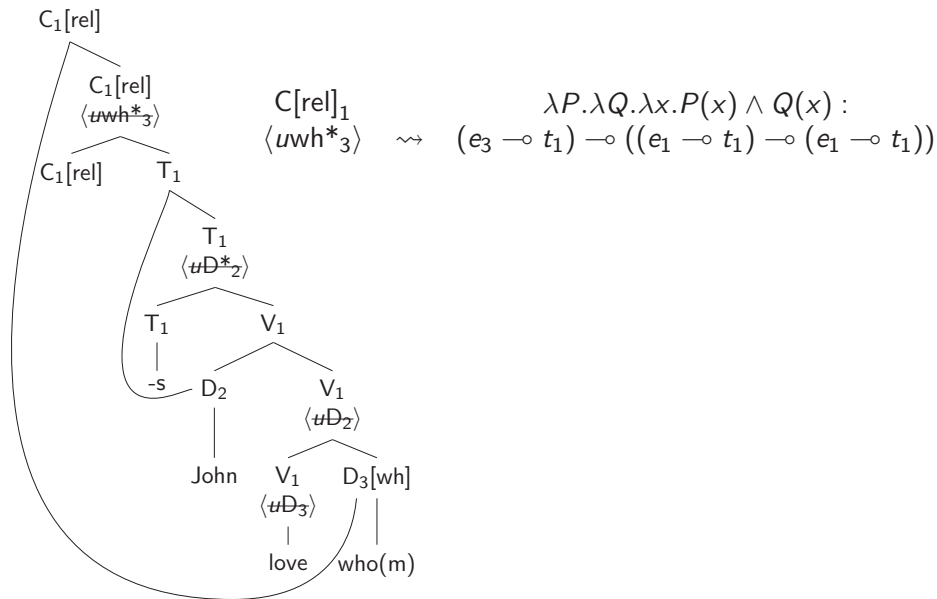 C₁[rel]
C₁[rel]
⟨uwh*₃⟩
C₁[rel] T₁
T₁
⟨uD*₂⟩
T₁ V₁
-s D₂ V₁
⟨uD₂⟩
John V₁ D₃[wh]
⟨uD₃⟩
love who(m)
C[rel]₁ λP.λQ.λx.P(x) ∧ Q(x) :
⟨uwh*₃⟩ ⇝ (e₃ ⊸ t₁) ⊸ ((e₁ ⊸ t₁) ⊸ (e₁ ⊸ t₁))